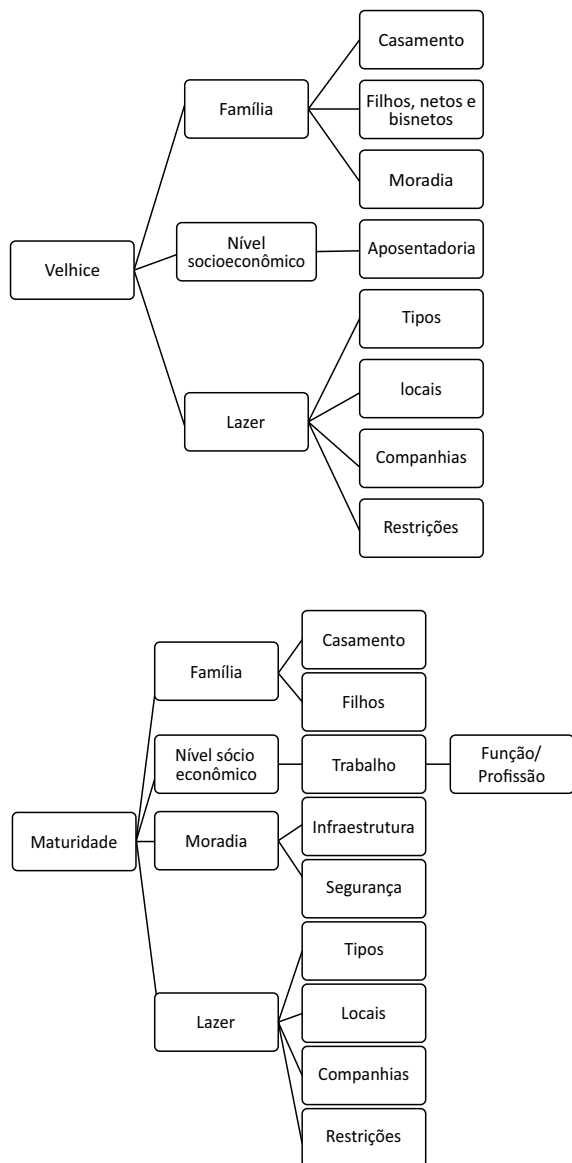 Casamento
Família
Filhos, netos e
bisnetos
Moradia
Velhice
Nível
socioeconômico
Aposentadoria
Tipos
locais
Lazer
Companhias
Restrições
Casamento
Família
Filhos
Nível sócio
econômico
Trabalho
Função/
Profissão
Maturidade
Moradia
Infraestrutura
Segurança
Tipos
Locais
Lazer
Companhias
Restrições